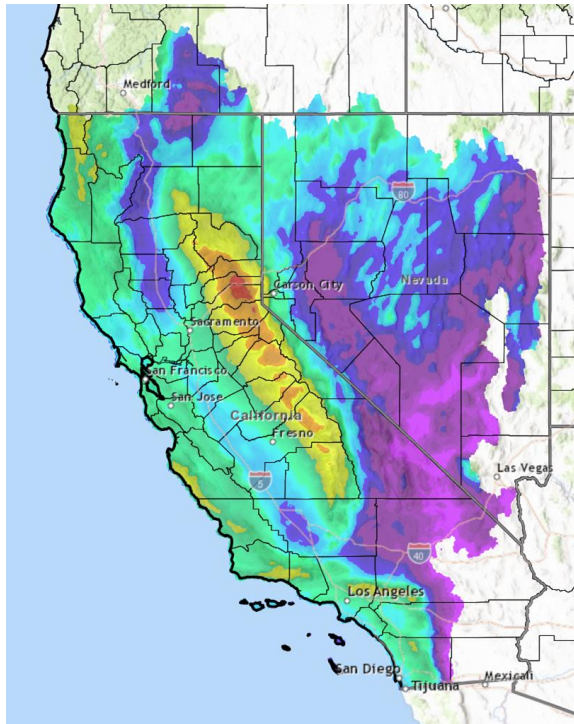 Medford
80
Carson City
Nevada
Sacramento
San Francisco
San Jose
California
Fresno
5
Las Vegas
40
Los Angeles
San Diego
Tijuana
Mexicali